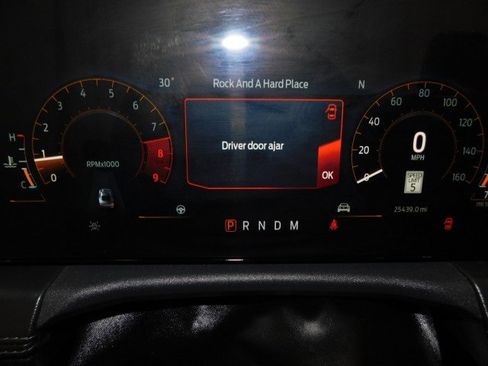 30° Rock And A Hard Place N
Driver door ajar
OK
H
C
0 1 2 3 4 5 6 7 8 9
RPMx1000
0 20 40 60 80 100 120 140 160
0
MPH
SPEED
LIMIT
5
P R N D M
25439.0 mi